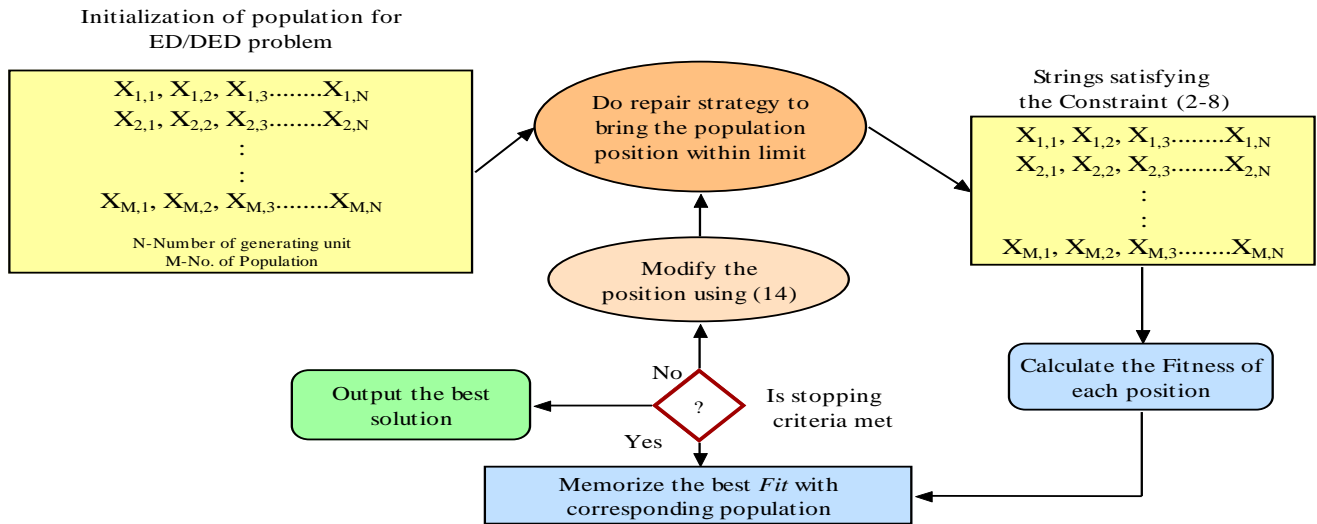 Initialization of population for
ED/DED problem
X1,1, X1,2, X1,3........X1,N
X2,1, X2,2, X2,3........X2,N
:
:
XM,1, XM,2, XM,3........XM,N
N-Number of generating unit
M-No. of Population
Do repair strategy to
bring the population
position within limit
Strings satisfying
the Constraint (2-8)
X1,1, X1,2, X1,3........X1,N
X2,1, X2,2, X2,3........X2,N
:
:
XM,1, XM,2, XM,3........XM,N
Modify the
position using (14)
Calculate the Fitness of
each position
No
?
Is stopping
criteria met
Yes
Output the best
solution
Memorize the best Fit with
corresponding population